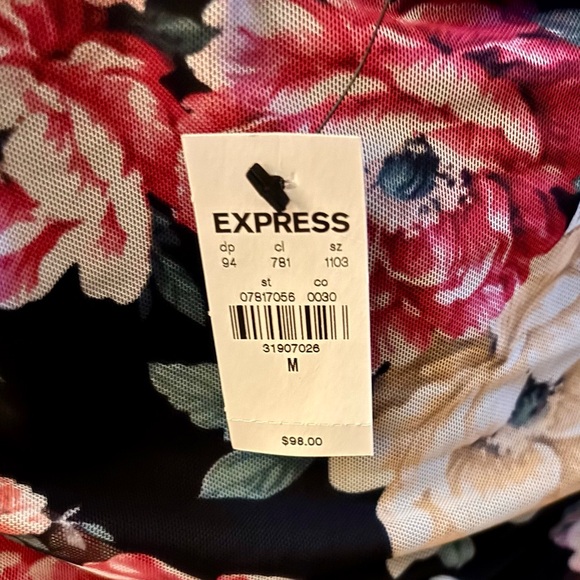 EXPRESS
dp cl sz
94 781 1103
st co
07817056 0030
31907026
M
$98.00